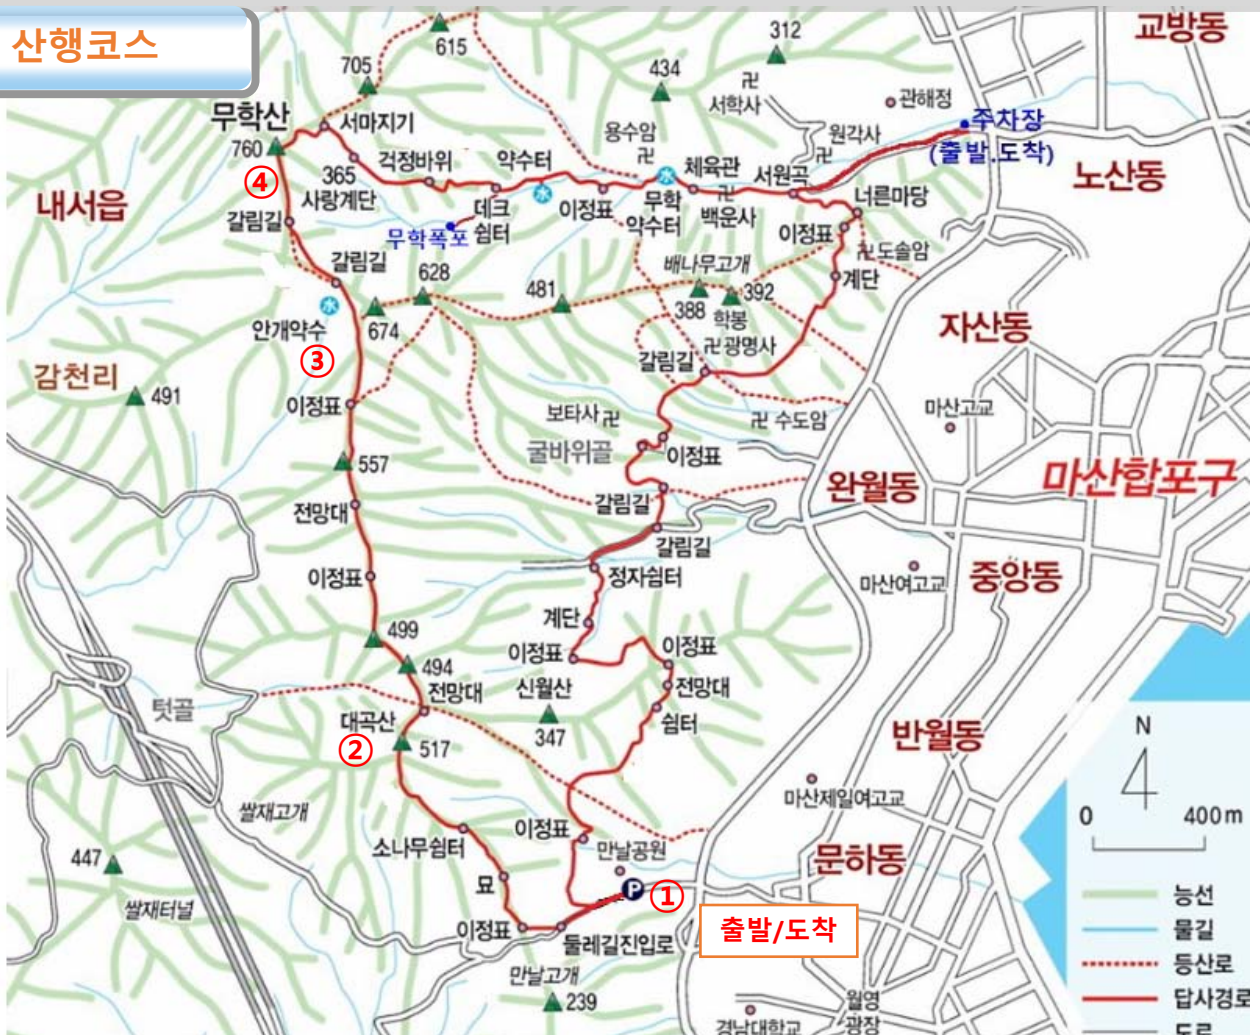 산행코스
615
312
교방동
705
434
卍
서학사
관해정
무학산
서마지기
용수암
卍
원각사
卍
주차장
(출발.도착)
760
④
365
사랑계단
걱정바위
약수터
水
체육관
서원곡
노산동
내서읍
갈림길
데크
쉼터
이정표
水
무학
약수터
卍
백운사
너른마당
이정표
무학폭포
卍도솔암
갈림길
628
배나무고개
계단
水
안개약수
674
481
388
392
학봉
자산동
③
卍광명사
갈림길
감천리
491
이정표
보타사 卍
卍 수도암
마산고교
굴바위골
이정표
557
완월동
마산합포구
전망대
갈림길
갈림길
이정표
정자쉼터
마산여고교
중앙동
계단
499
이정표
이정표
494
전망대
신월산
전망대
텃골
대곡산
347
쉼터
반월동
N
②
517
마산제일여고교
쌀재고개
0
400m
소나무쉼터
이정표
만날공원
문하동
447
묘
P
①
능선
쌀재터널
출발/도착
물길
이정표
둘레길진입로
등산로
만날고개
239
답사경로
월영
광장
경남대학교
도로